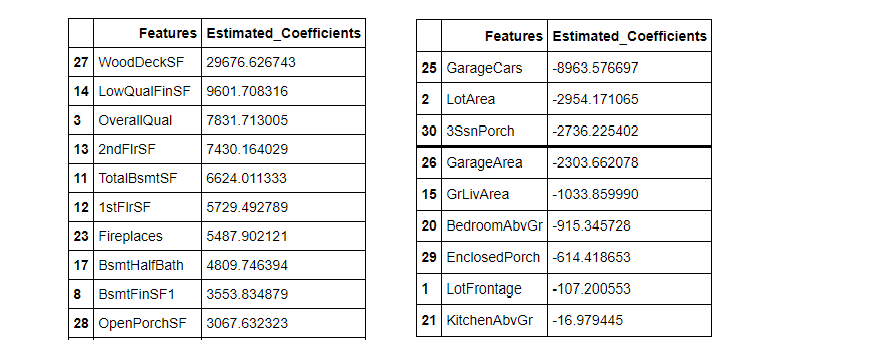 Features Estimated_Coefficients
27 WoodDeckSF 29676.626743
14 LowQualFinSF 9601.708316
3 OverallQual 7831.713005
13 2ndFlrSF 7430.164029
11 TotalBsmtSF 6624.011333
12 1stFlrSF 5729.492789
23 Fireplaces 5487.902121
17 BsmtHalfBath 4809.746394
8 BsmtFinSF1 3553.834879
28 OpenPorchSF 3067.632323
Features Estimated_Coefficients
25 GarageCars -8963.576697
2 LotArea -2954.171065
30 3SsnPorch -2736.225402
26 GarageArea -2303.662078
15 GrLivArea -1033.859990
20 BedroomAbvGr -915.345728
29 EnclosedPorch -614.418653
1 LotFrontage -107.200553
21 KitchenAbvGr -16.979445